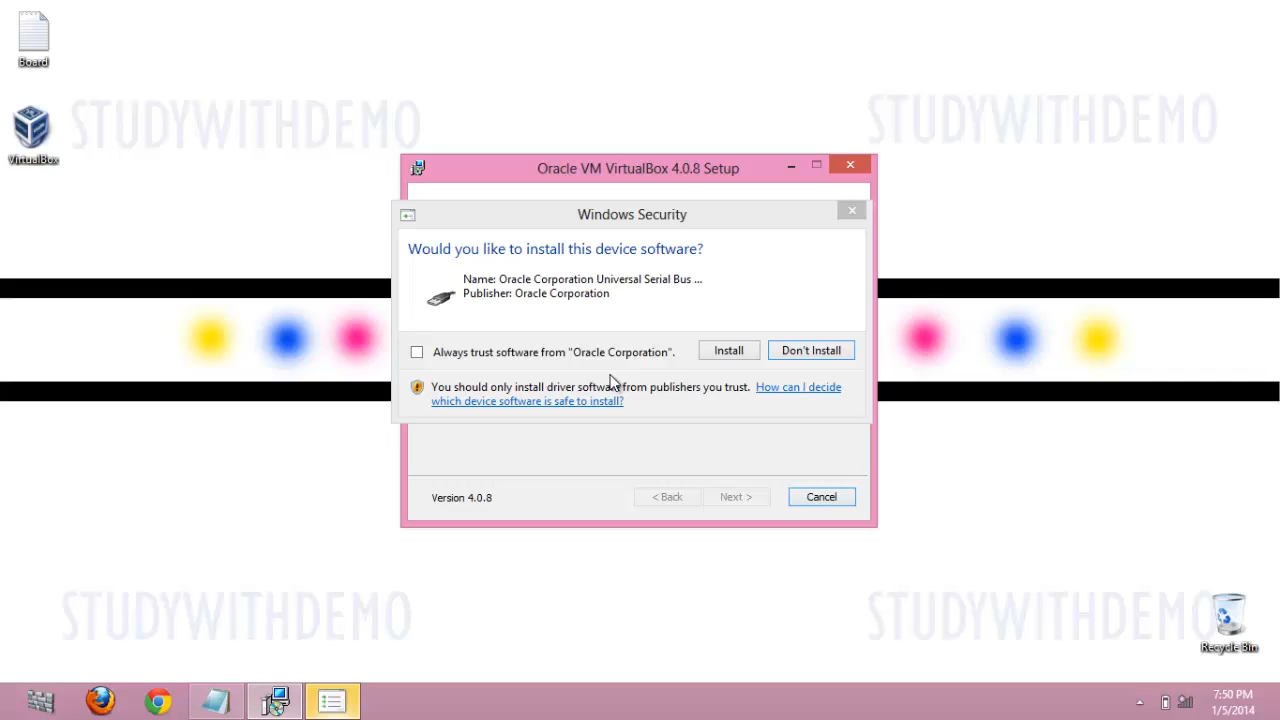 Board
STUDYWITHDEMO
STUDYWITHDEMO
VirtualBox
Oracle VM VirtualBox 4.0.8 Setup
Windows Security
Would you like to install this device software?
Name: Oracle Corporation Universal Serial Bus ...
Publisher: Oracle Corporation
Always trust software from "Oracle Corporation".
Install
Don't Install
You should only install driver software from publishers you trust. How can I decide
which device software is safe to install?
Version 4.0.8
< Back
Next >
Cancel
STUDYWITHDEMO
STUDYWITHDEMO
Recycle Bin
7:50 PM
1/5/2014